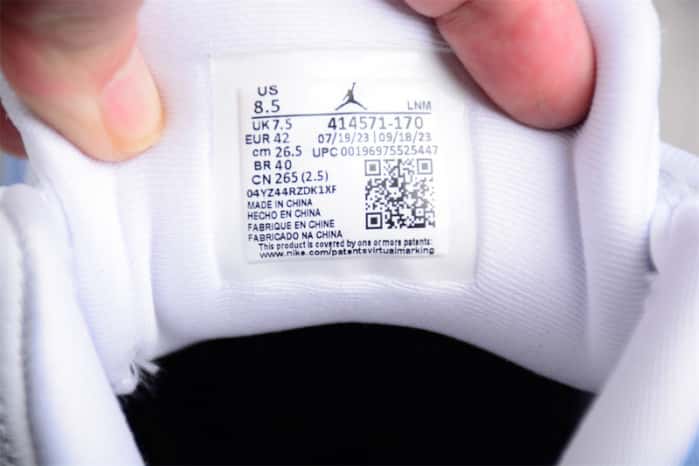 US
8.5
LNM
UK 7.5
414571-170
EUR 42
07/19/23 | 09/18/23
cm 26.5
UPC 00196975525447
BR 40
CN 265 (2.5)
04YZ44RZDK1XF
MADE IN CHINA
HECHO EN CHINA
FABRIQUE EN CHINE
FABRICADO NA CHINA
This product is covered by one or more patents:
www.nike.com/patentsvirtualmarking